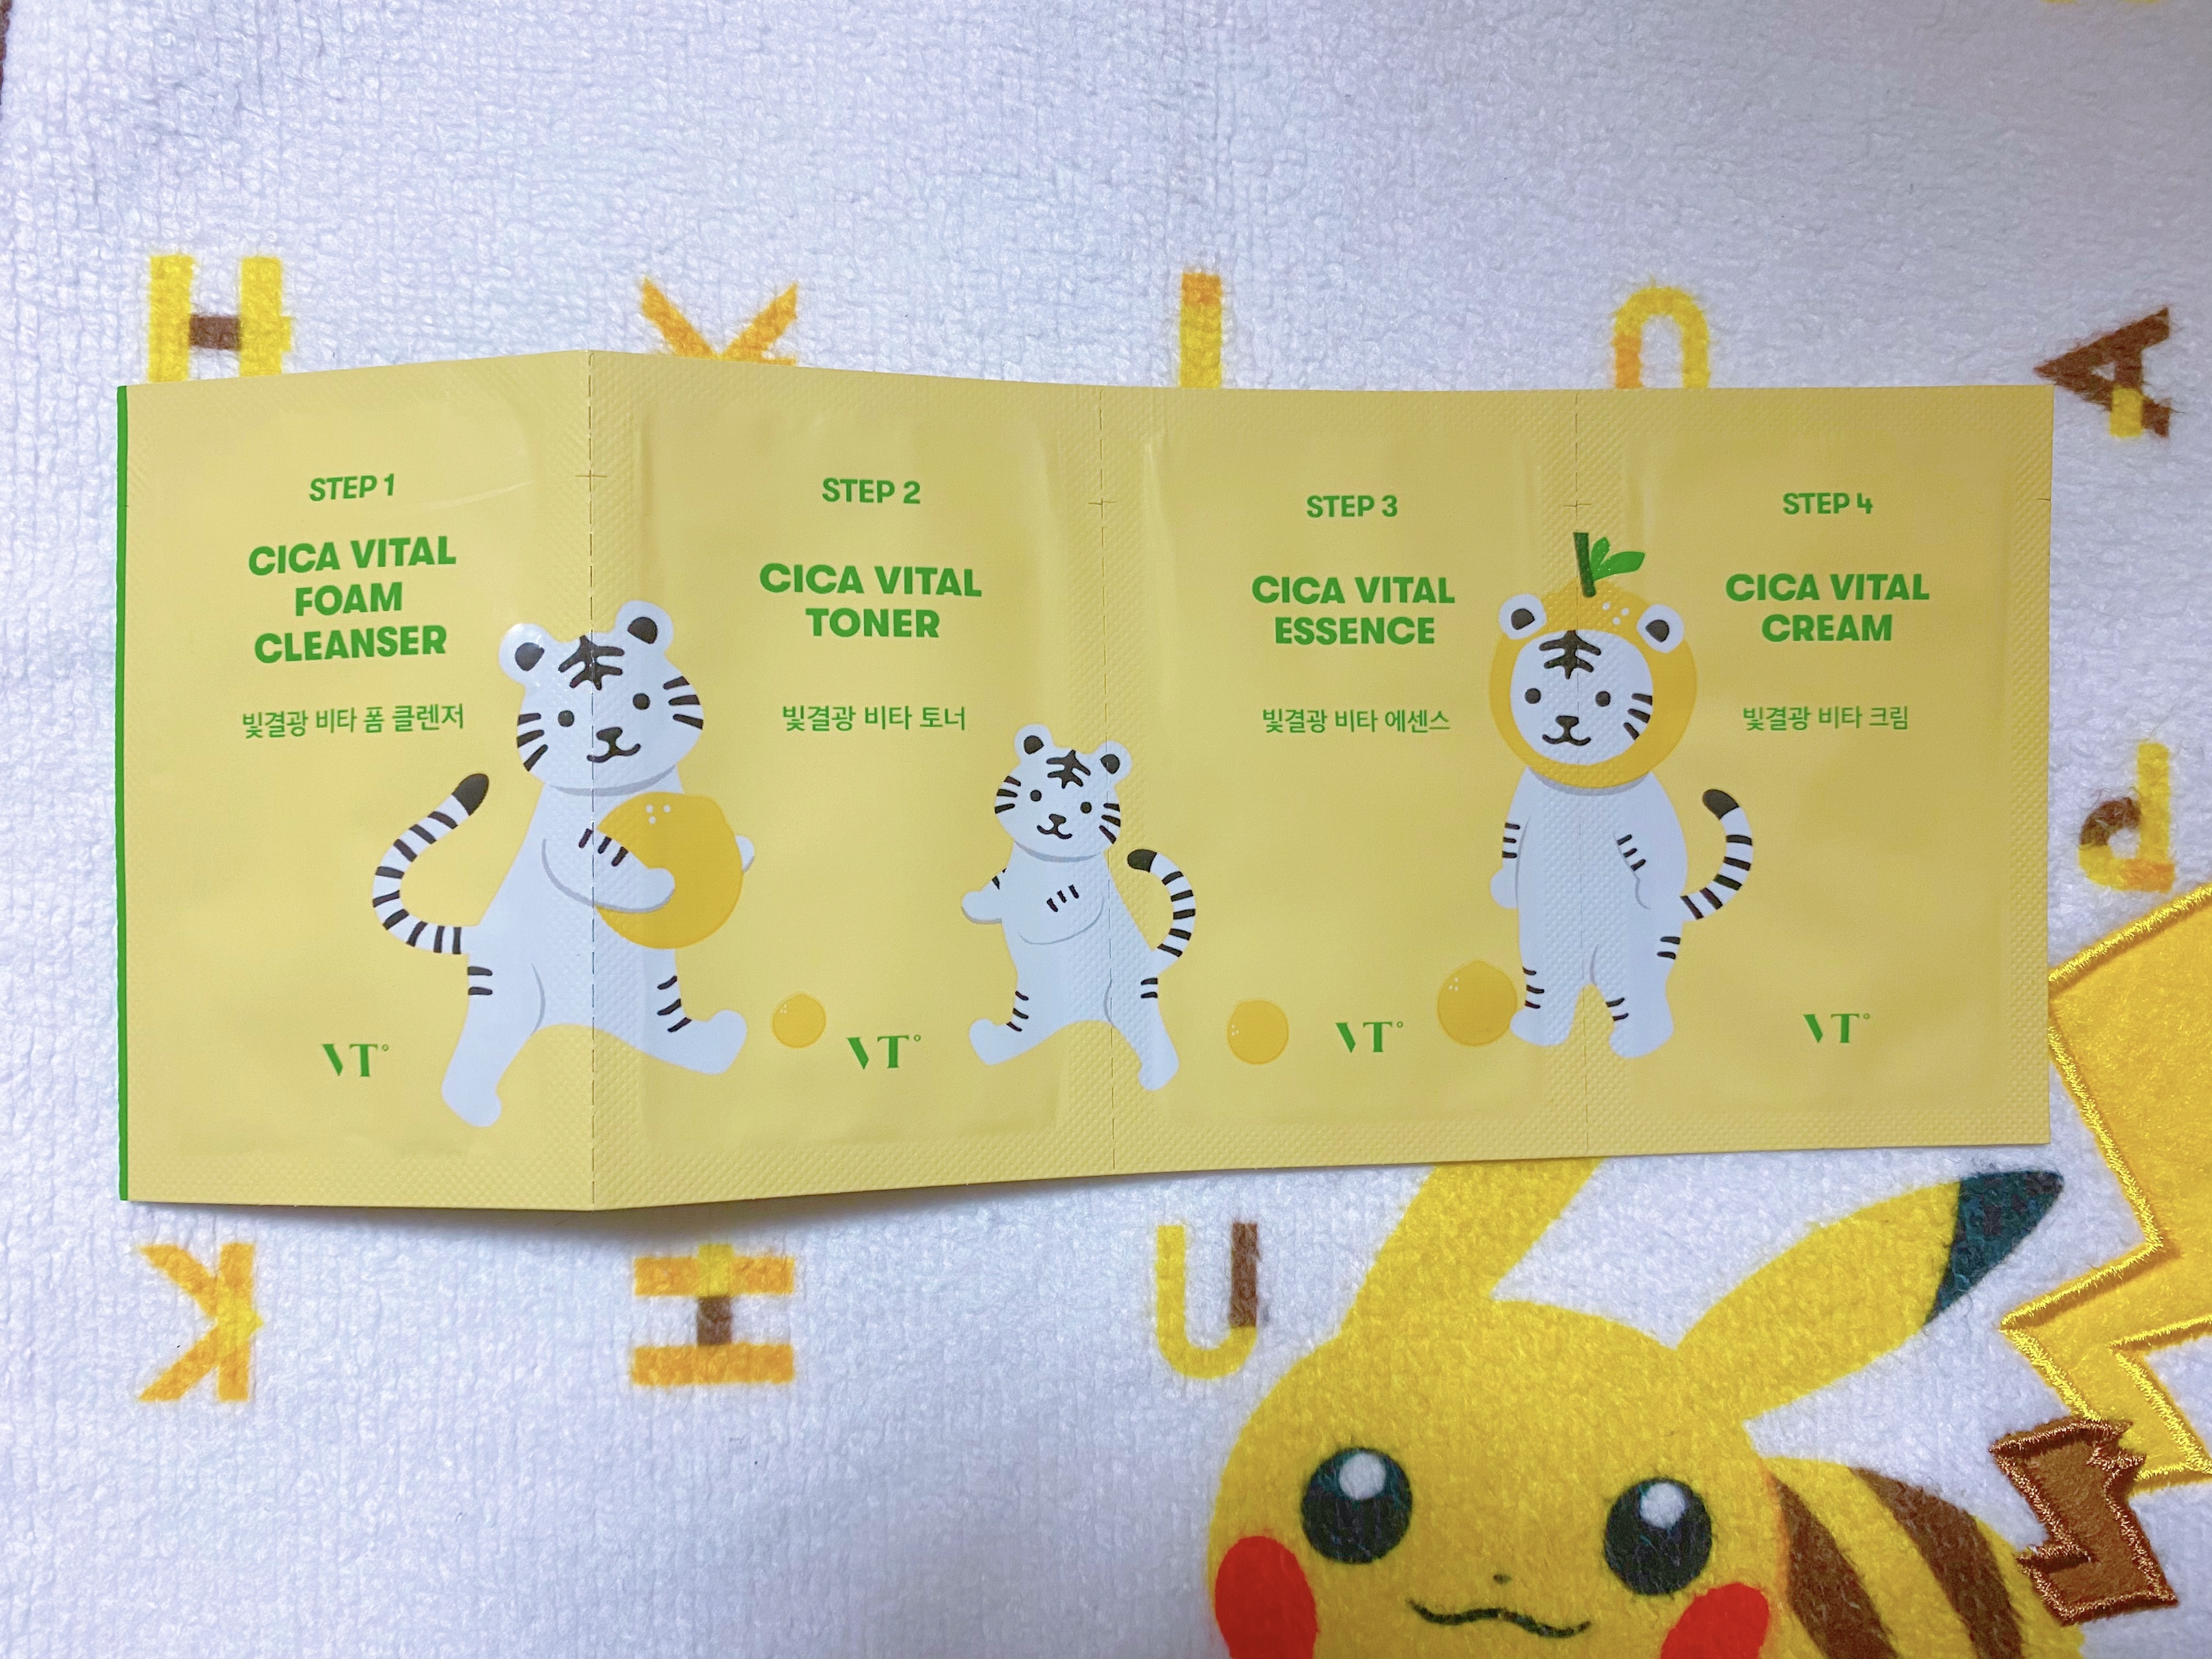 STEP 1
CICA VITAL
FOAM
CLEANSER
빛결광 비타 폼 클렌저
VT
STEP 2
CICA VITAL
TONER
빛결광 비타 토너
VT
STEP 3
CICA VITAL
ESSENCE
빛결광 비타 에센스
VT
STEP 4
CICA VITAL
CREAM
빛결광 비타 크림
VT
H
K
I
U
A
P
K
H
U